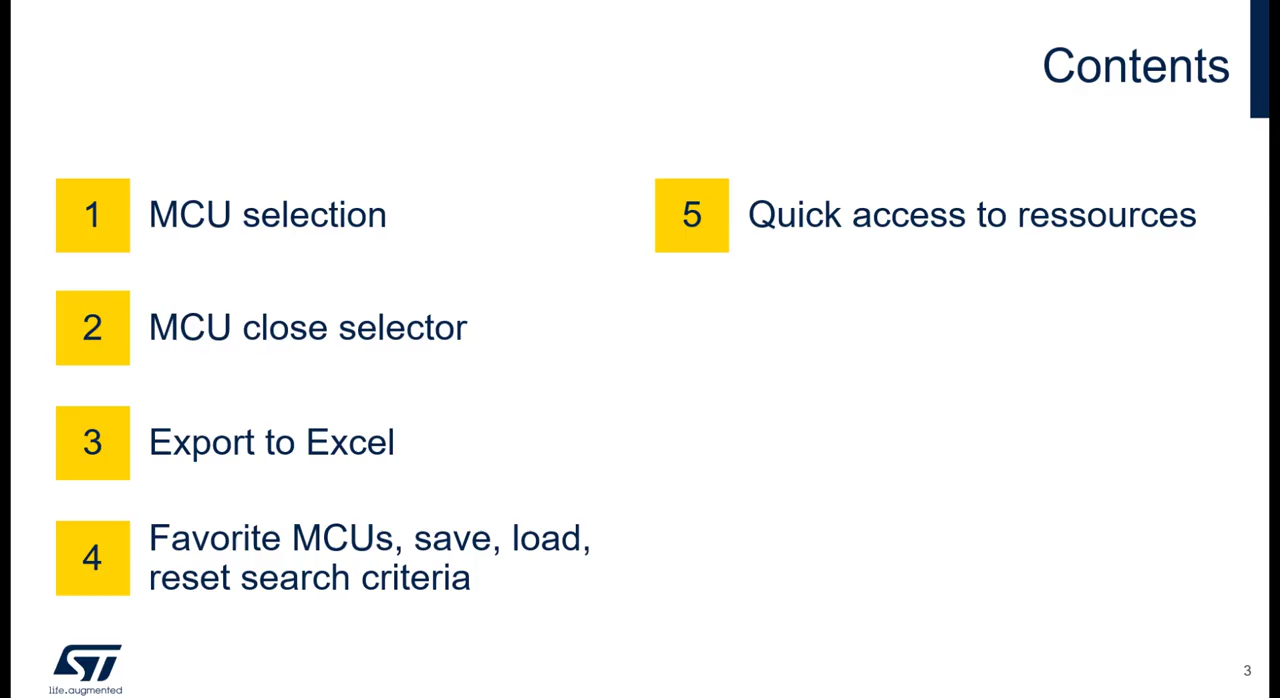 Contents
1 MCU selection
2 MCU close selector
3 Export to Excel
4 Favorite MCUs, save, load,
reset search criteria
5 Quick access to ressources
ST
life.augmented
3